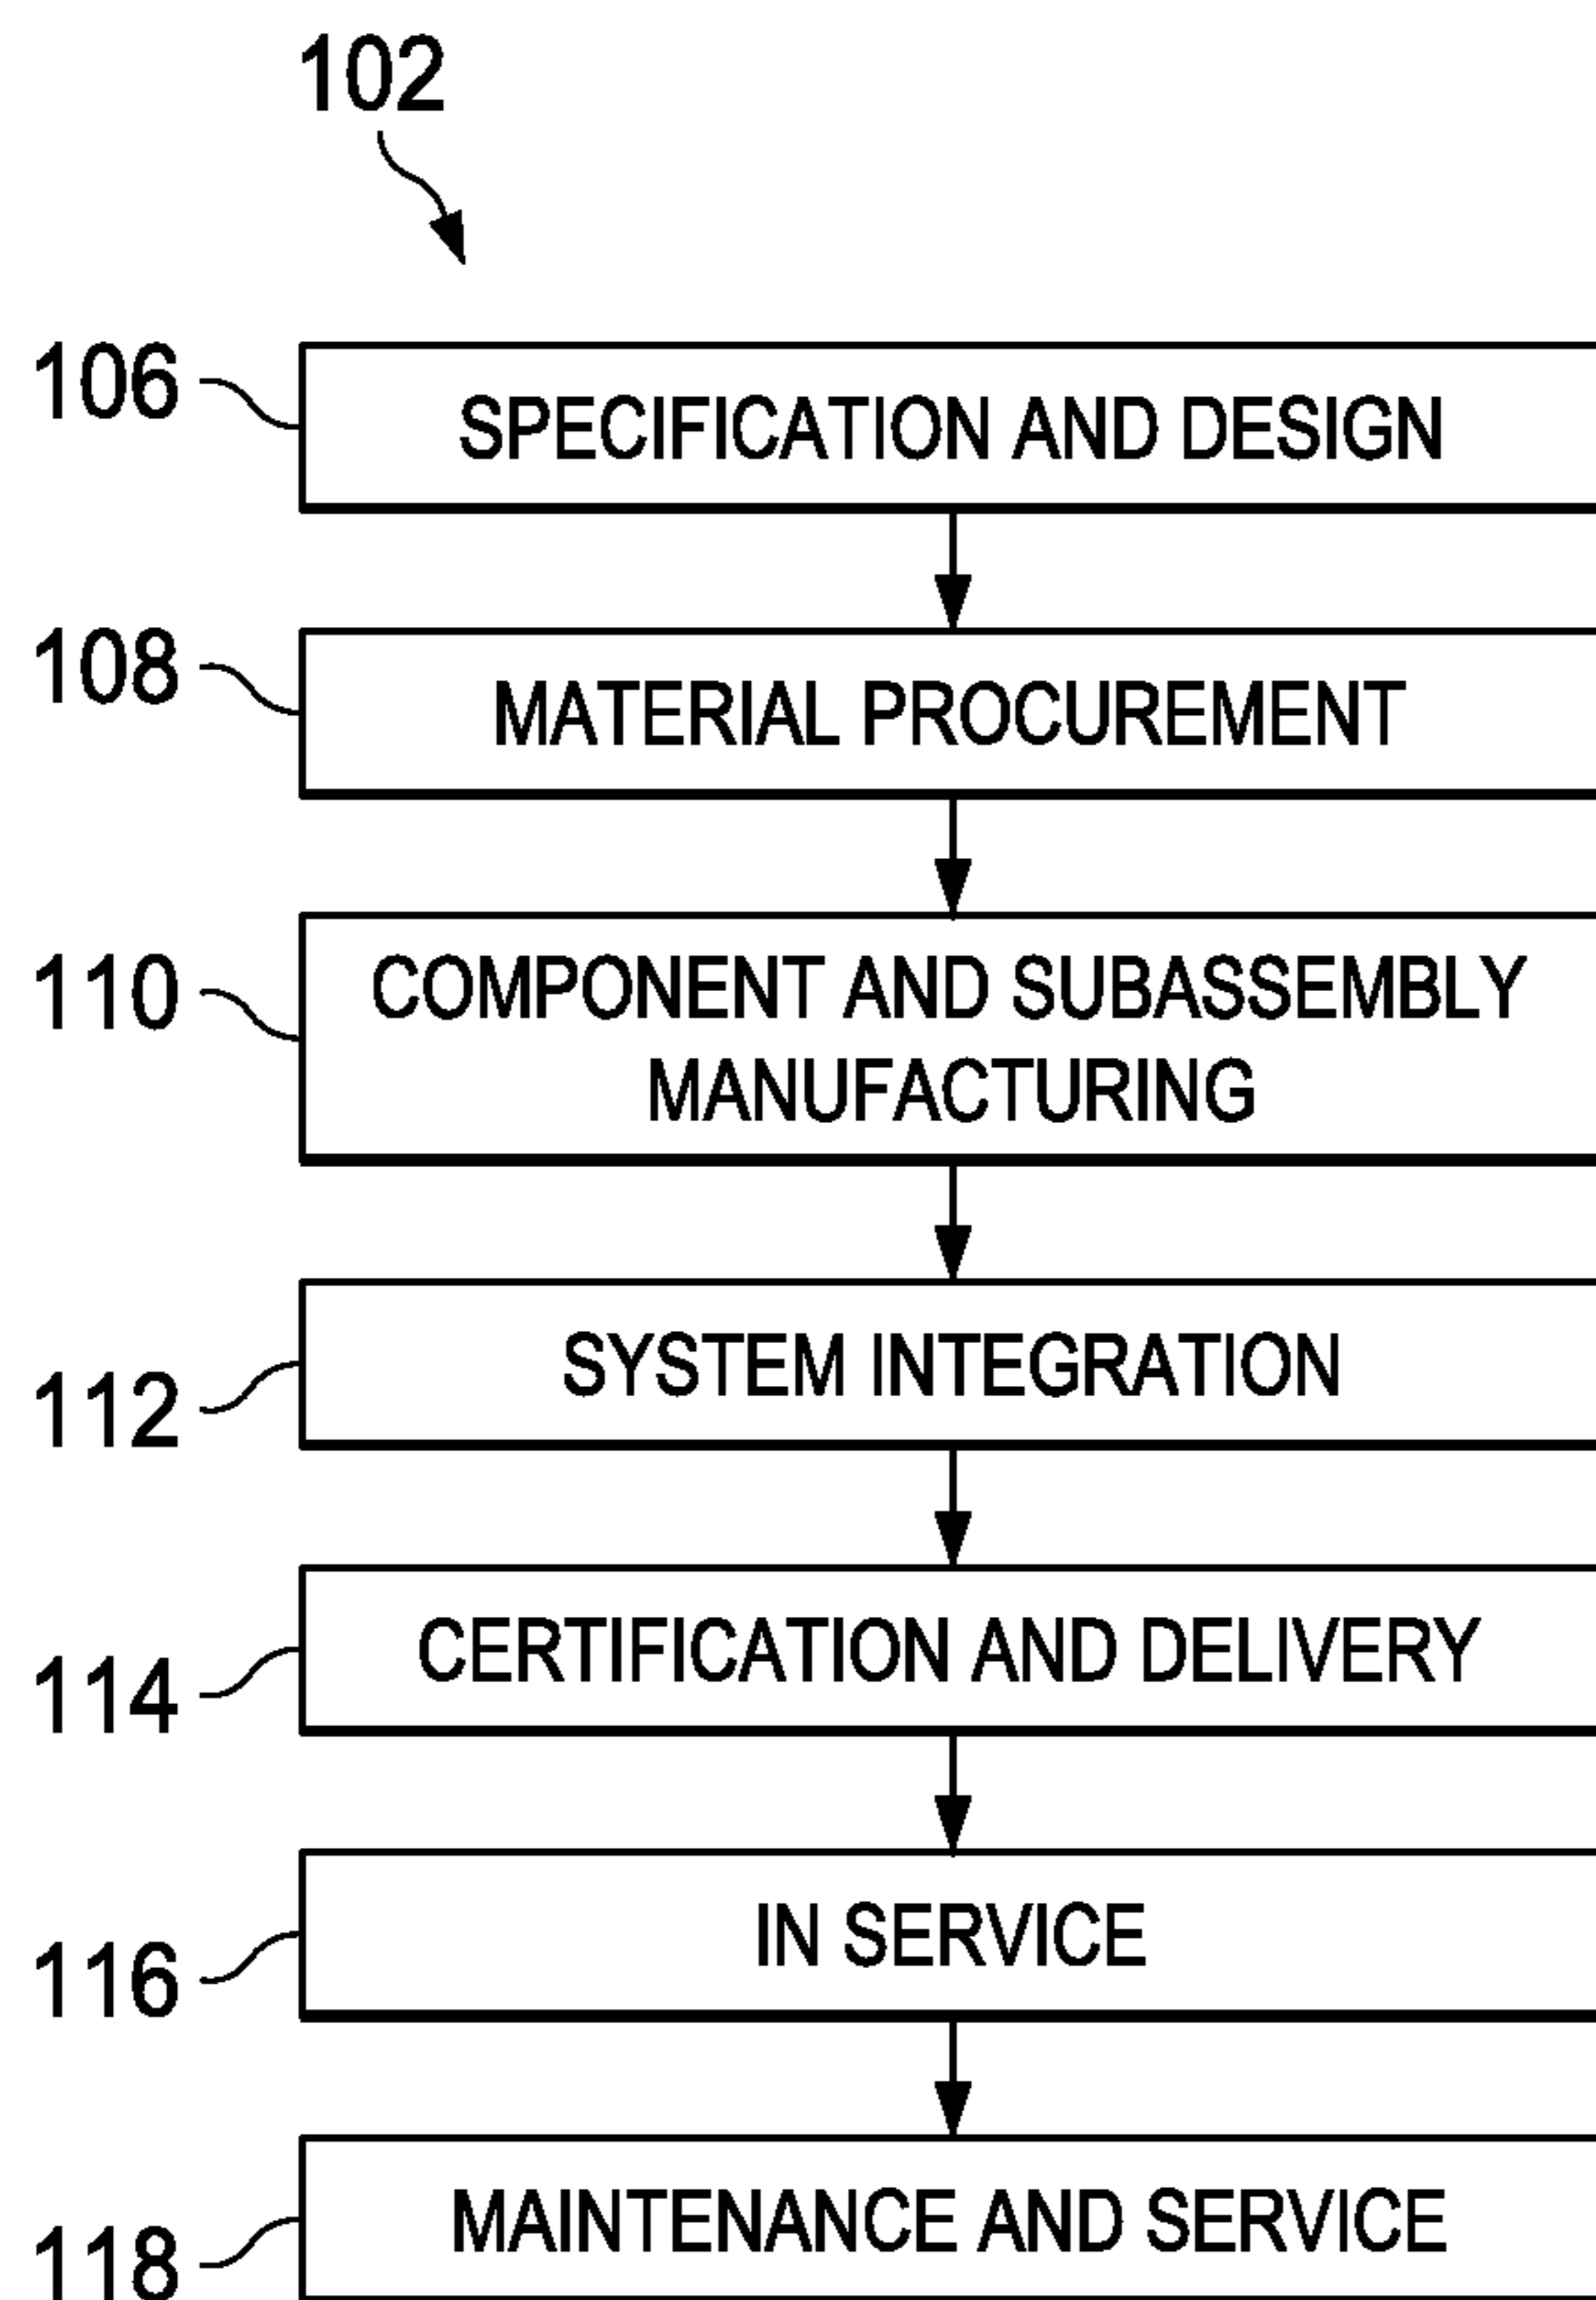 102
106
SPECIFICATION AND DESIGN
108
MATERIAL PROCUREMENT
110
COMPONENT AND SUBASSEMBLY
MANUFACTURING
112
SYSTEM INTEGRATION
114
CERTIFICATION AND DELIVERY
116
IN SERVICE
118
MAINTENANCE AND SERVICE